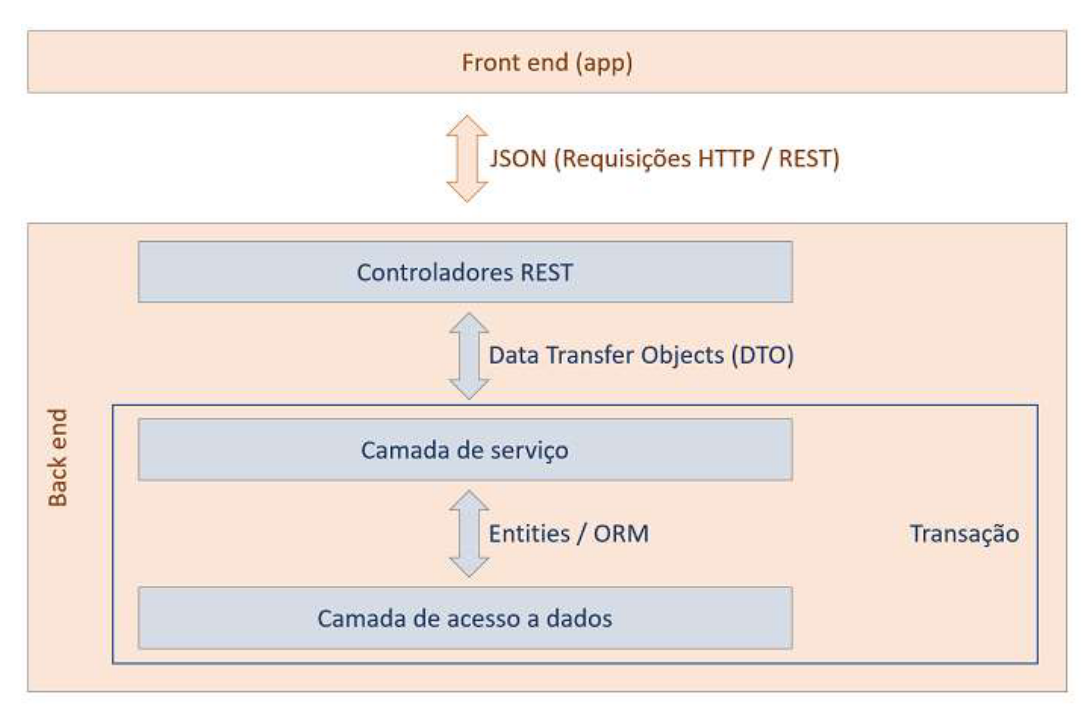 Front end (app)
JSON (Requisições HTTP / REST)
Controladores REST
Data Transfer Objects (DTO)
Back end
Camada de serviço
Entities / ORM
Transação
Camada de acesso a dados